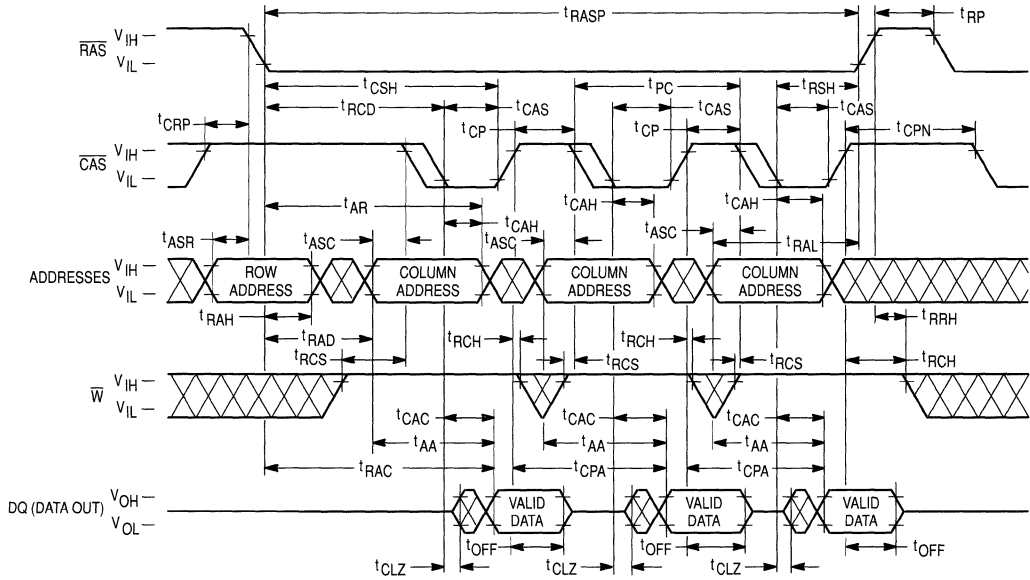 tRASP
tRP
RAS
VIH
VIL
tCSH
tPC
tRSH
tRCD
tCAS
tCAS
tCAS
tCRP
tCP
tCP
tCPN
CAS
VIH
VIL
tAR
tCAH
tCAH
tCAH
tASR
tASC
tASC
tASC
tRAL
ADDRESSES
VIH
VIL
ROW
ADDRESS
COLUMN
ADDRESS
COLUMN
ADDRESS
COLUMN
ADDRESS
tRAH
tRRH
tRAD
tRCH
tRCH
tRCS
tRCS
tRCS
tRCH
W
VIH
VIL
tCAC
tCAC
tCAC
tAA
tAA
tAA
tRAC
tCPA
tCPA
DQ (DATA OUT)
VOH
VOL
VALID
DATA
VALID
DATA
VALID
DATA
tOFF
tOFF
tOFF
tCLZ
tCLZ
tCLZ